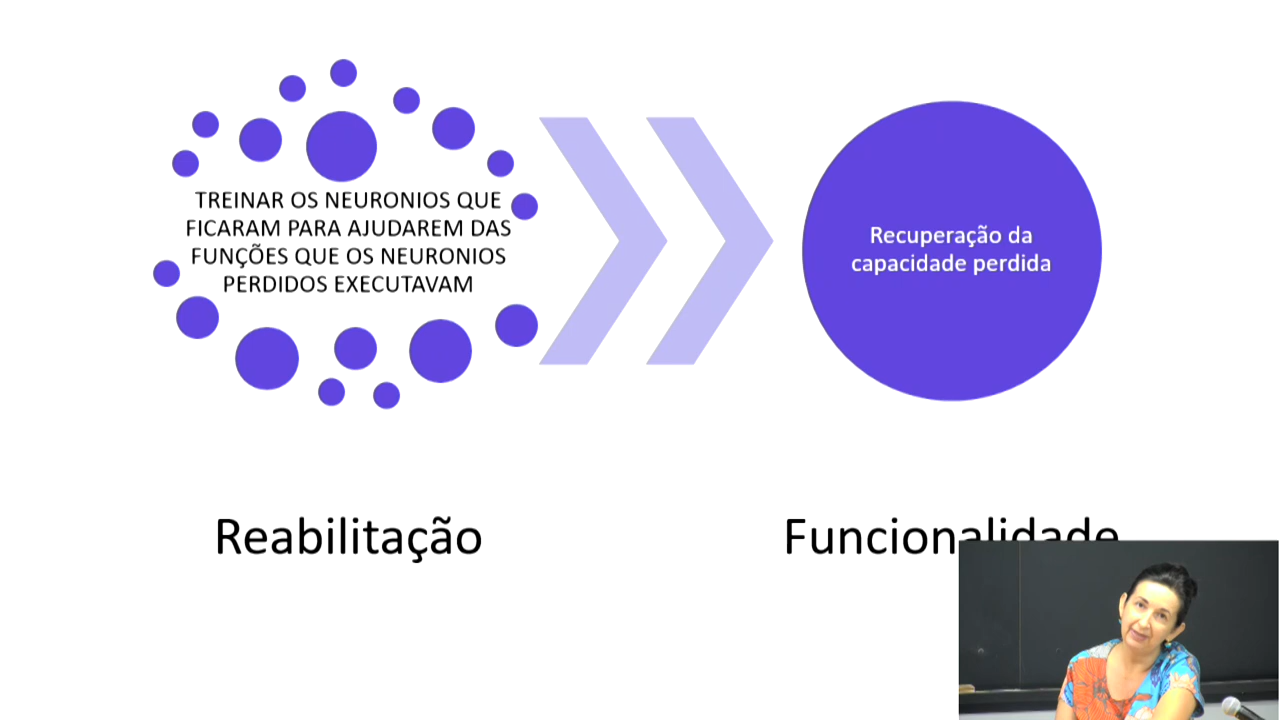 TREINAR OS NEURONIOS QUE
FICARAM PARA AJUDAREM DAS
FUNÇÕES QUE OS NEURONIOS
PERDIDOS EXECUTAVAM
Recuperação da
capacidade perdida
Reabilitação
Funcionalidade